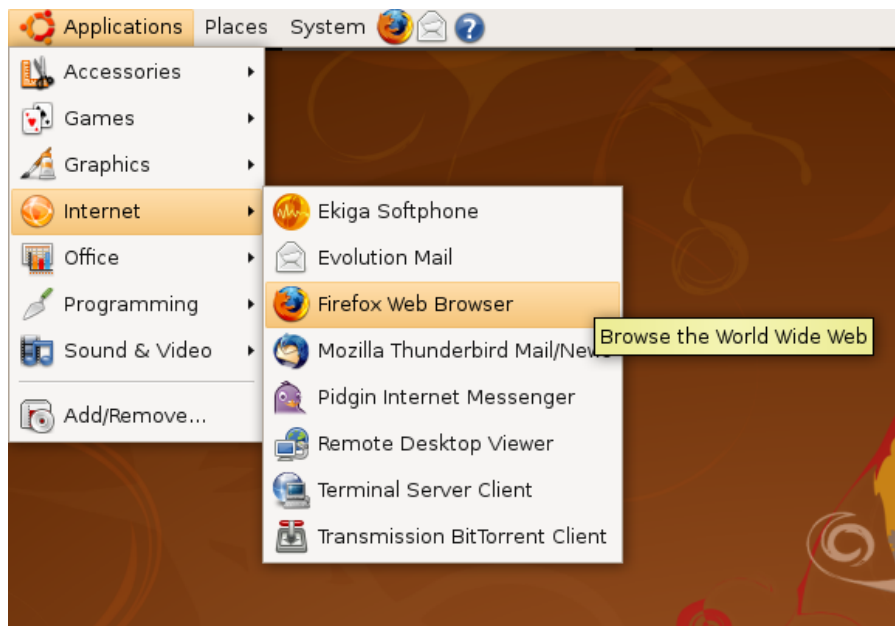 Applications Places System
Accessories
Games
Graphics
Internet
Office
Programming
Sound & Video
Add/Remove...
Ekiga Softphone
Evolution Mail
Firefox Web Browser
Browse the World Wide Web
Mozilla Thunderbird Mail/News
Pidgin Internet Messenger
Remote Desktop Viewer
Terminal Server Client
Transmission BitTorrent Client